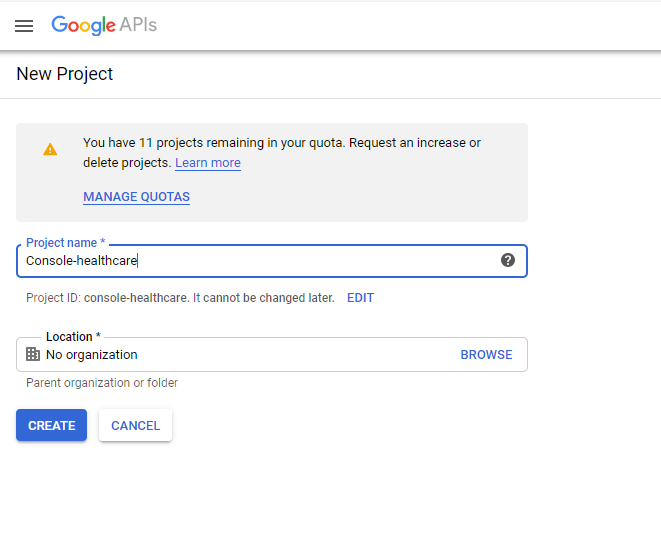 Google APIs
New Project
You have 11 projects remaining in your quota. Request an increase or
delete projects. Learn more
MANAGE QUOTAS
Project name *
Console-healthcare
Project ID: console-healthcare. It cannot be changed later. EDIT
Location *
No organization BROWSE
Parent organization or folder
CREATE CANCEL